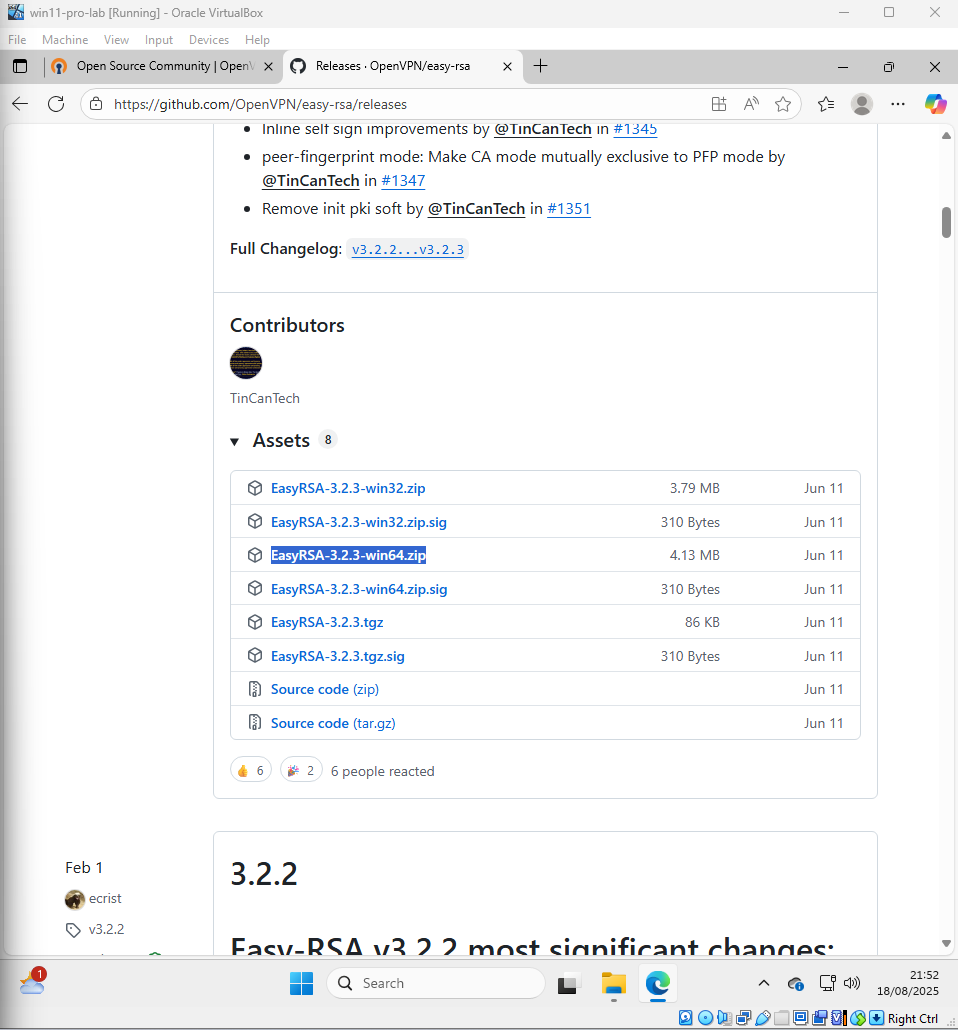 win11-pro-lab [Running] - Oracle VirtualBox
File Machine View Input Devices Help
Open Source Community | OpenV
Releases · OpenVPN/easy-rsa
https://github.com/OpenVPN/easy-rsa/releases
Inline self sign improvements by @TinCanTech in #1345
peer-fingerprint mode: Make CA mode mutually exclusive to PFP mode by
@TinCanTech in #1347
Remove init pki soft by @TinCanTech in #1351
Full Changelog: v3.2.2...v3.2.3
Contributors
TinCanTech
Assets 8
EasyRSA-3.2.3-win32.zip 3.79 MB Jun 11
EasyRSA-3.2.3-win32.zip.sig 310 Bytes Jun 11
EasyRSA-3.2.3-win64.zip 4.13 MB Jun 11
EasyRSA-3.2.3-win64.zip.sig 310 Bytes Jun 11
EasyRSA-3.2.3.tgz 86 KB Jun 11
EasyRSA-3.2.3.tgz.sig 310 Bytes Jun 11
Source code (zip) Jun 11
Source code (tar.gz) Jun 11
6 2 6 people reacted
Feb 1
ecrist
v3.2.2
3.2.2
Easy-RSA v3.2.2 most significant changes:
1
Search
21:52
18/08/2025
Right Ctrl